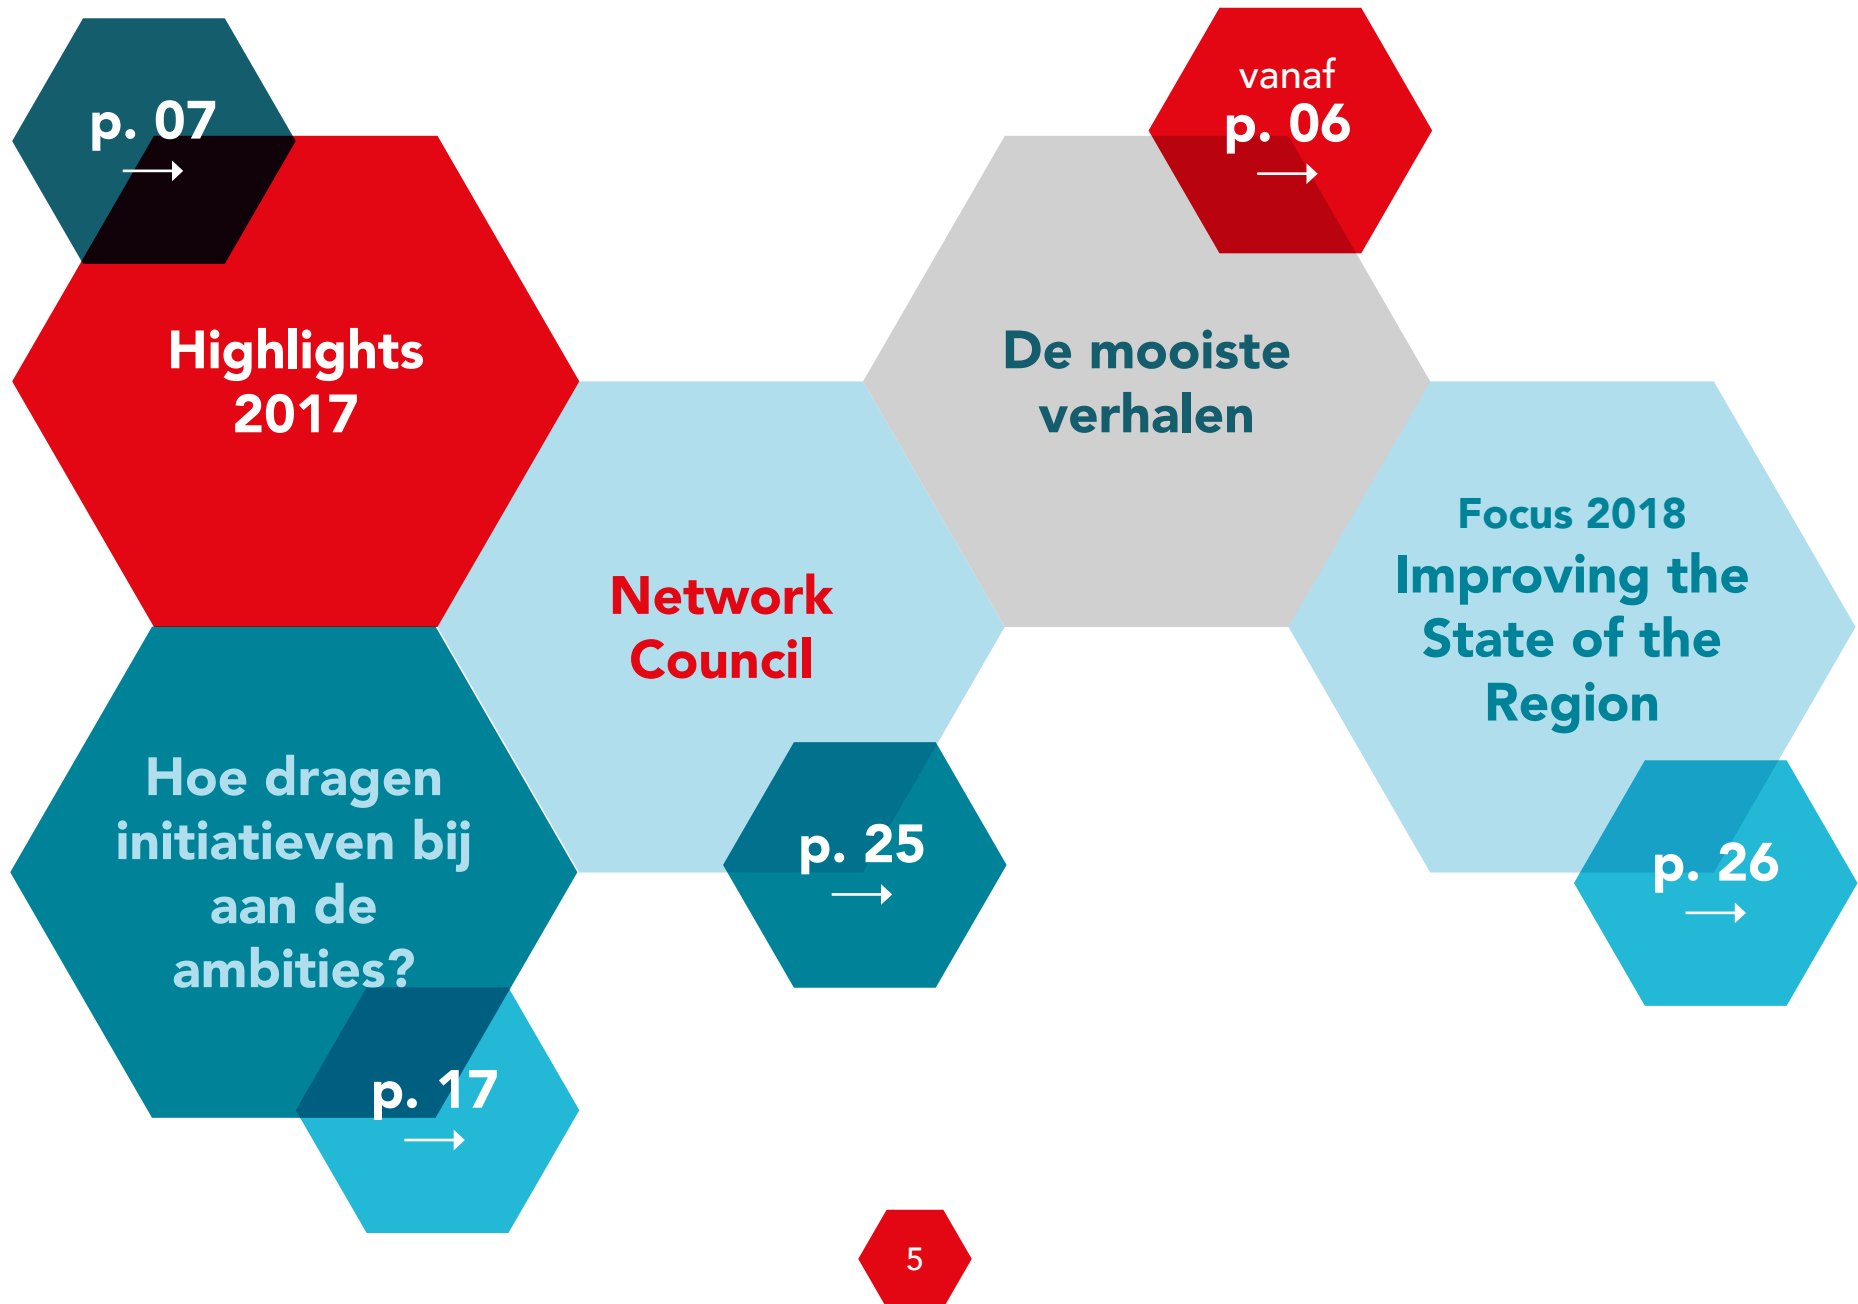 p. 07
Highlights
2017
vanaf
p. 06
De mooiste
verhalen
Network
Council
p. 25
Focus 2018
Improving the
State of the
Region
p. 26
Hoe dragen
initiatieven bij
aan de
ambities?
p. 17
5